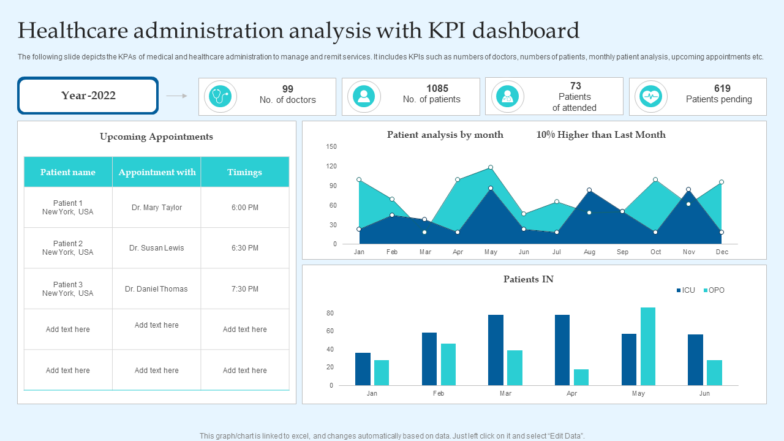 Healthcare administration analysis with KPI dashboard
The following slide depicts the KPAs of medical and healthcare administration to manage and remit services. It includes KPIs such as numbers of doctors, numbers of patients, monthly patient analysis, upcoming appointments etc.
Year-2022
99
No. of doctors
1085
No. of patients
73
Patients
of attended
619
Patients pending
Upcoming Appointments
Patient name Appointment with Timings
Patient 1
New York, USA
Dr. Mary Taylor
6:00 PM
Patient 2
New York, USA
Dr. Susan Lewis
6:30 PM
Patient 3
New York, USA
Dr. Daniel Thomas
7:30 PM
Add text here Add text here Add text here
Add text here Add text here Add text here
Patient analysis by month 10% Higher than Last Month
150
120
90
60
30
0
Jan Feb Mar Apr May Jun Jul Aug Sep Oct Nov Dec
Patients IN
ICU OPO
80
60
40
20
0
Jan Feb Mar Apr May Jun
This graph/chart is linked to excel, and changes automatically based on data. Just left click on it and select “Edit Data”.